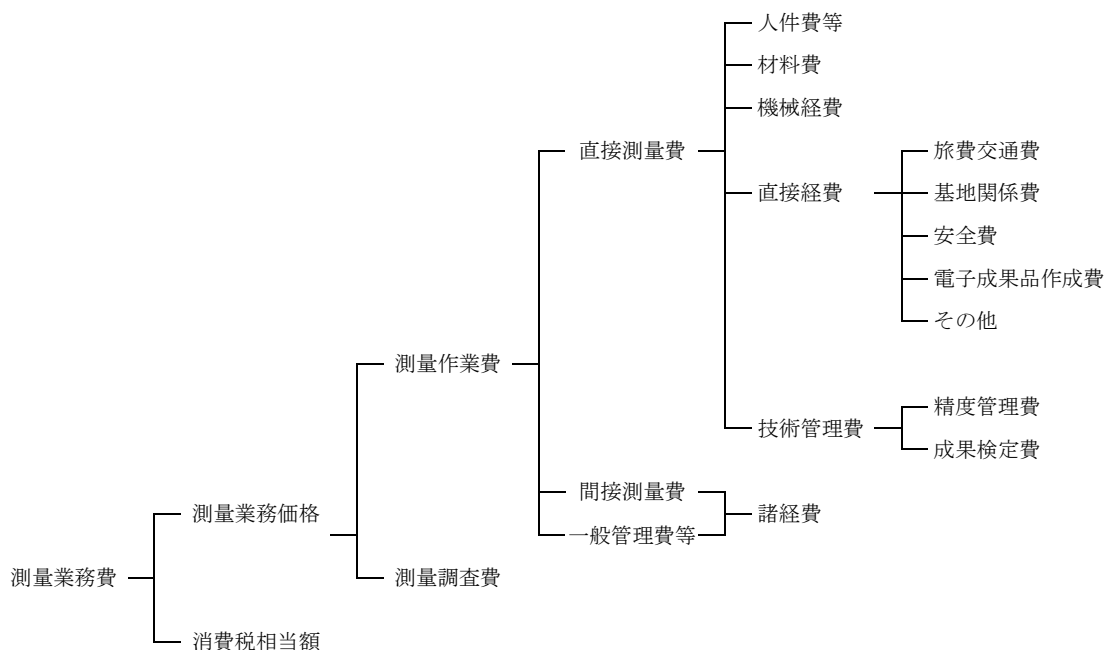 人件費等
材料費
機械経費
直接測量費
旅費交通費
直接経費
基地関係費
安全費
電子成果品作成費
その他
測量作業費
精度管理費
技術管理費
成果検定費
間接測量費
測量業務価格
諸経費
一般管理費等
測量業務費
測量調査費
消費税相当額